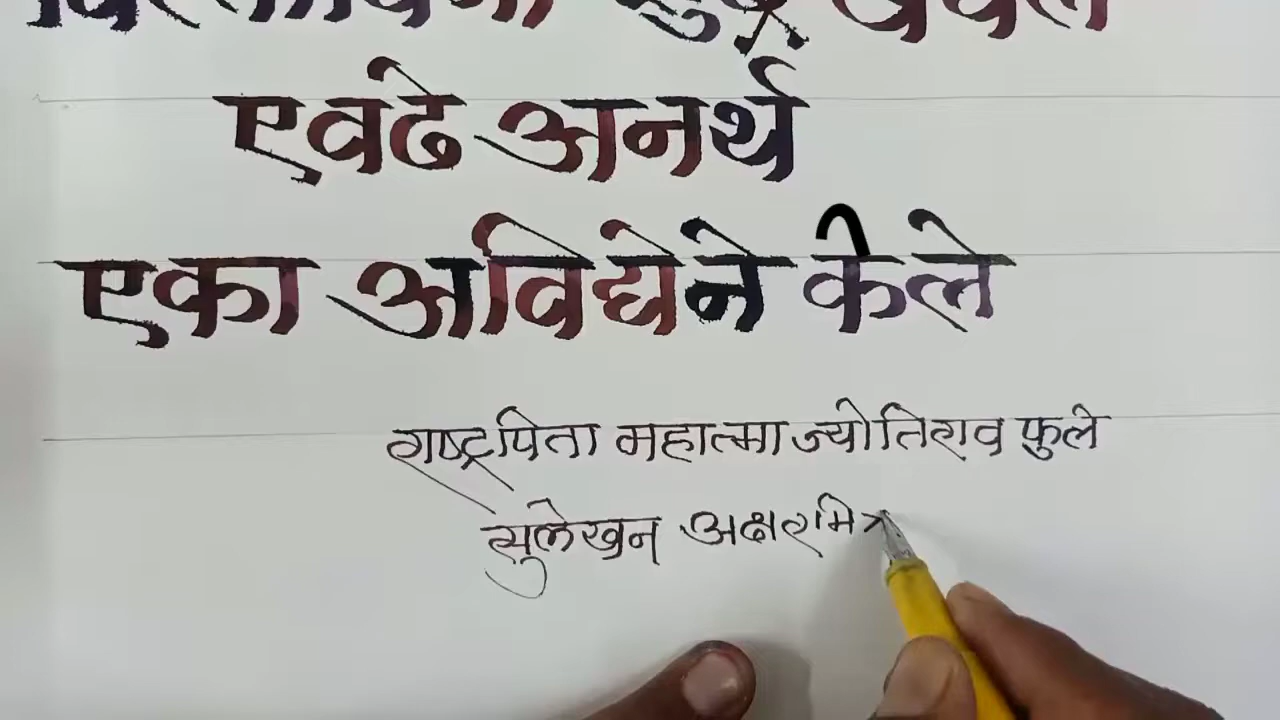 एवढे अनर्थ
एका अविद्येने केले
राष्ट्रपिता महात्मा ज्योतिराव फुले
सुलेखन अक्षरमि